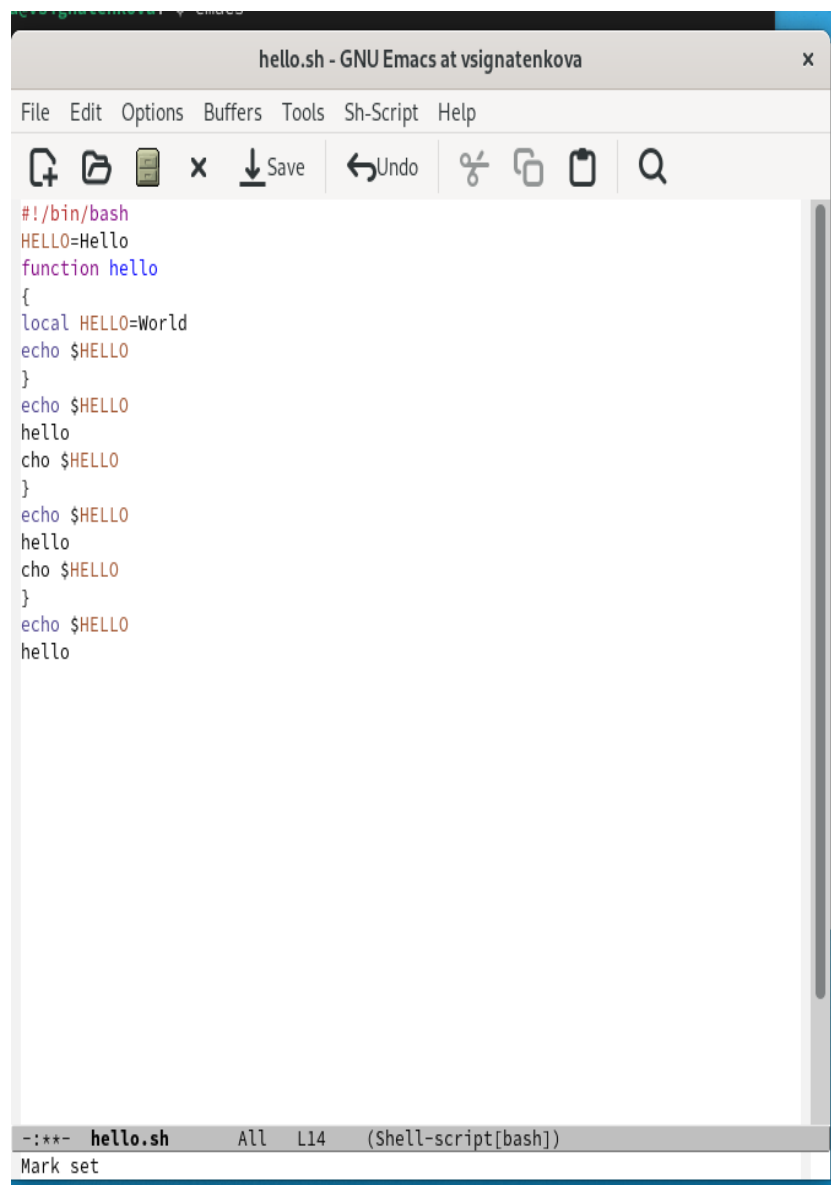 hello.sh - GNU Emacs at vsignatenkova
File Edit Options Buffers Tools Sh-Script Help
Save Undo
#!/bin/bash
HELLO=Hello
function hello
{
local HELLO=World
echo $HELLO
}
echo $HELLO
hello
cho $HELLO
}
echo $HELLO
hello
cho $HELLO
}
echo $HELLO
hello
-:**- hello.sh All L14 (Shell-script[bash])
Mark set